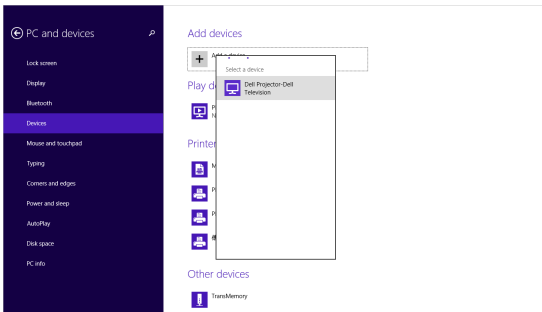 PC and devices
Lock screen
Display
Bluetooth
Devices
Mouse and touchpad
Typing
Corners and edges
Power and sleep
AutoPlay
Disk space
PC info
Add devices
Select a device
Dell Projector-Dell
Television
Play d
P
N
Printer
M
P
P
Other devices
TransMemory